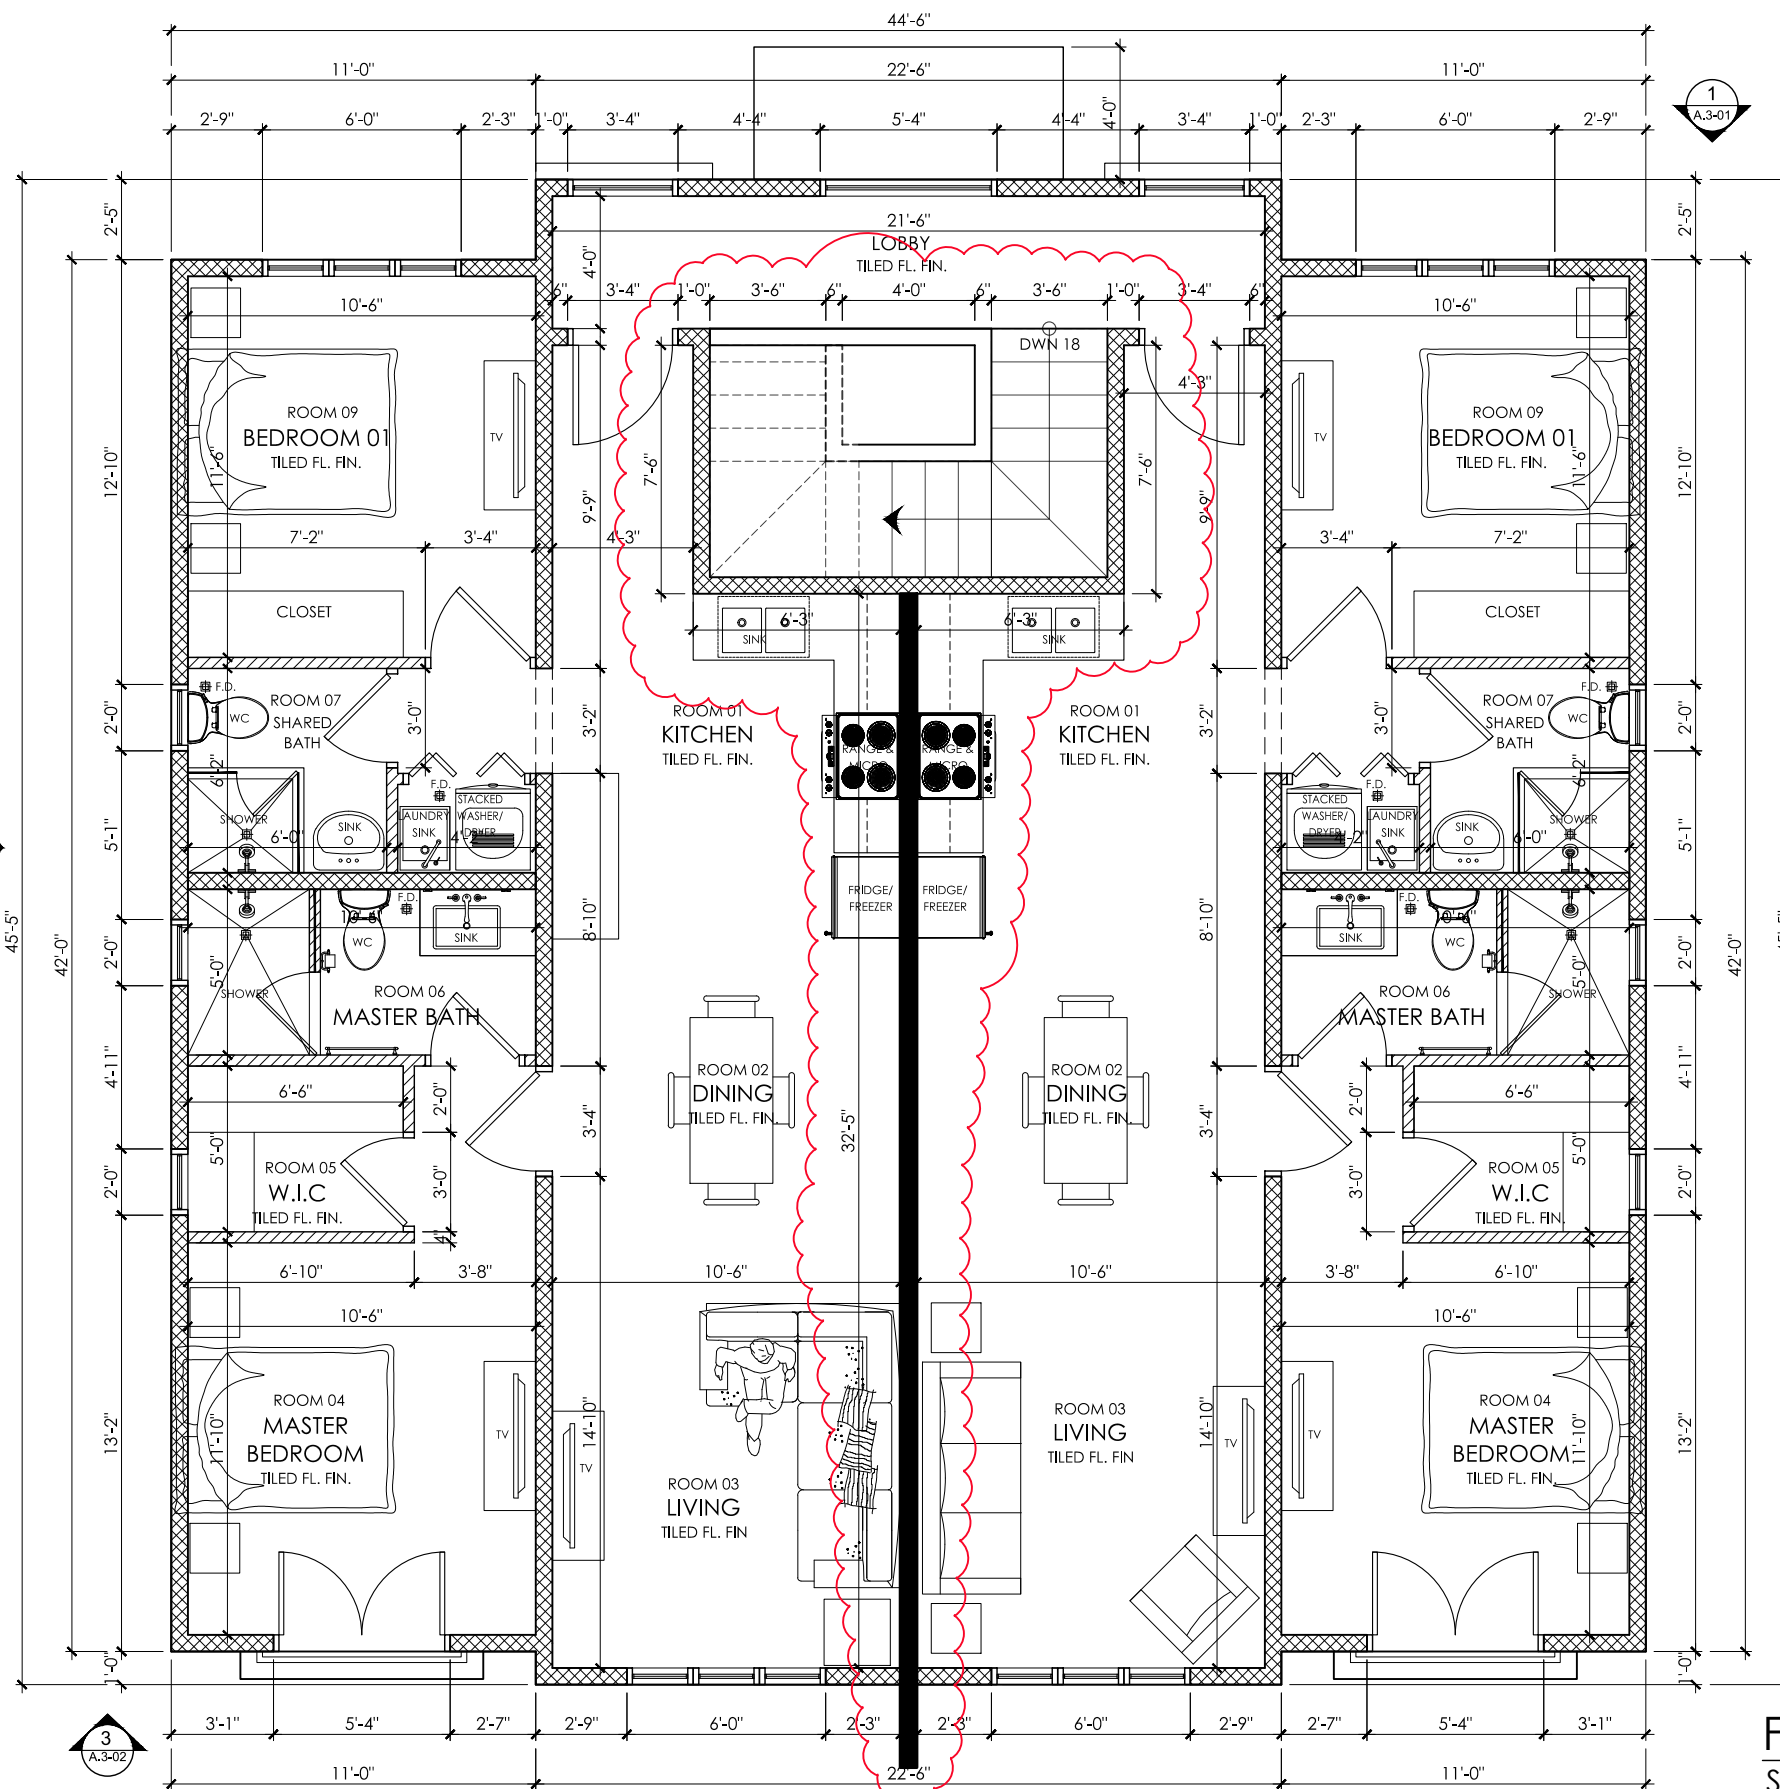 44'-6"
11'-0" 22'-6" 11'-0"
2'-9" 6'-0" 2'-3" 1'-0" 3'-4" 4'-4" 5'-4" 4'-4" 4'-0" 3'-4" 1'-0" 2'-3" 6'-0" 2'-9"
1
A.3-01
2'-5" 2'-5"
21'-6"
LOBBY
TILED FL. FIN.
4'-0"
6" 3'-4" 1'-0" 3'-6" 6" 4'-0" 6" 3'-6" 1'-0" 3'-4" 6"
10'-6" 10'-6"
DWN 18
4'-3"
ROOM 09
BEDROOM 01
TILED FL. FIN.
TV
11'-6"
12'-10"
7'-6"
9'-9"
7'-6"
9'-9"
TV
ROOM 09
BEDROOM 01
TILED FL. FIN.
11'-6"
12'-10"
7'-2" 3'-4" 4'-3" 3'-4" 7'-2"
CLOSET CLOSET
6'-3" 6'-3"
SINK SINK
F.D.
WC
ROOM 07
SHARED
BATH
2'-0"
3'-0"
3'-2"
ROOM 01
KITCHEN
TILED FL. FIN.
RANGE &
MICRO
RANGE &
MICRO
ROOM 01
KITCHEN
TILED FL. FIN.
3'-2"
3'-0"
ROOM 07
SHARED
BATH
F.D.
WC
2'-0"
6'-2"
SHOWER
5'-1"
6'-0"
SINK
F.D.
LAUNDRY
SINK
STACKED
WASHER/
DRYER
4'-2"
STACKED
WASHER/
DRYER
4'-2"
F.D.
LAUNDRY
SINK
SINK
6'-0"
SHOWER
6'-2"
5'-1"
FRIDGE/
FREEZER
FRIDGE/
FREEZER
45'-5"
42'-0"
2'-0"
5'-0"
SHOWER
10'-6"
WC
F.D.
SINK
ROOM 06
MASTER BATH
8'-10"
8'-10"
SINK
F.D.
WC
ROOM 06
MASTER BATH
5'-0"
SHOWER
2'-0"
42'-0"
4'-11"
6'-6"
2'-0"
5'-0"
ROOM 05
W.I.C
TILED FL. FIN.
3'-0"
4"
2'-0"
3'-4"
ROOM 02
DINING
TILED FL. FIN.
32'-5"
ROOM 02
DINING
TILED FL. FIN.
3'-4"
2'-0"
6'-6"
3'-0"
5'-0"
ROOM 05
W.I.C
TILED FL. FIN.
4'-11"
2'-0"
6'-10" 3'-8" 10'-6" 10'-6" 3'-8" 6'-10"
10'-6" 10'-6"
ROOM 04
MASTER
BEDROOM
TILED FL. FIN.
11'-10"
13'-2"
TV
TV
14'-10"
ROOM 03
LIVING
TILED FL. FIN
ROOM 03
LIVING
TILED FL. FIN
14'-10"
TV
TV
ROOM 04
MASTER
BEDROOM
TILED FL. FIN.
11'-10"
13'-2"
1'-0" 1'-0"
3'-1" 5'-4" 2'-7" 2'-9" 6'-0" 2'-3" 2'-3" 6'-0" 2'-9" 2'-7" 5'-4" 3'-1"
3
A.3-02
11'-0" 22'-6" 11'-0"